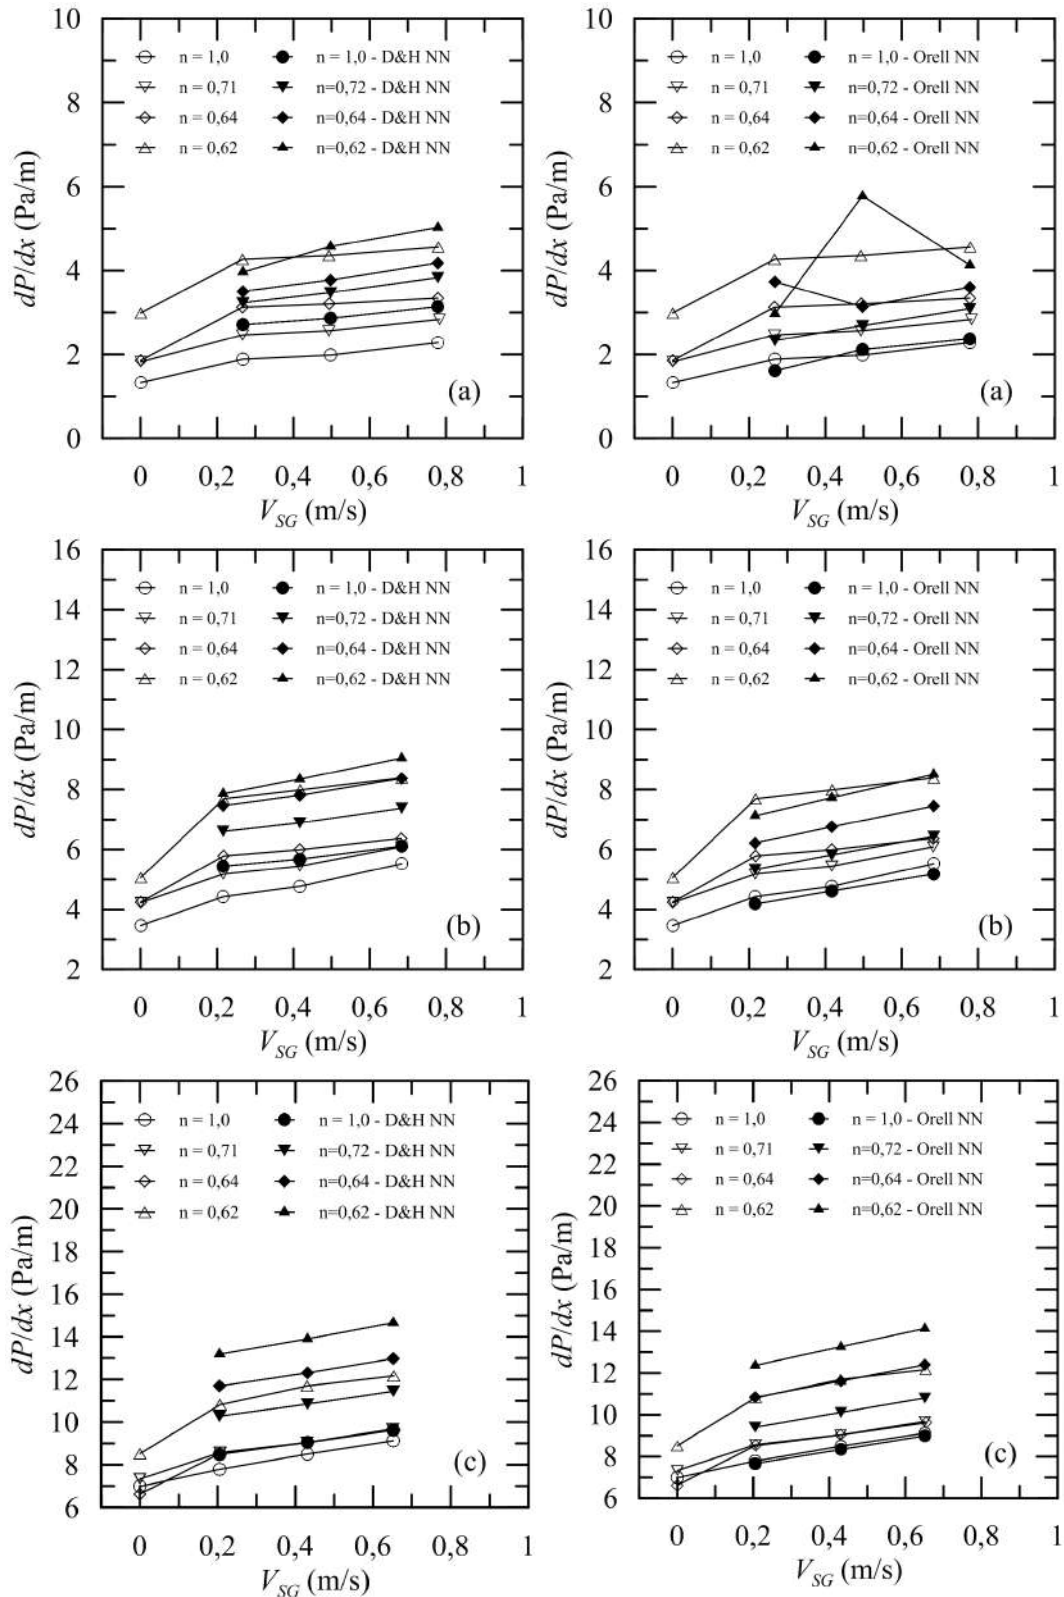 10
8
6
4
2
0
dP/dx (Pa/m)
n = 1,0
n = 0,71
n = 0,64
n = 0,62
n = 1,0 - D&H NN
n=0,72 - D&H NN
n=0,64 - D&H NN
n=0,62 - D&H NN
(a)
0 0,2 0,4 0,6 0,8 1
V_SG (m/s)
10
8
6
4
2
0
dP/dx (Pa/m)
n = 1,0
n = 0,71
n = 0,64
n = 0,62
n = 1,0 - Orell NN
n=0,72 - Orell NN
n=0,64 - Orell NN
n=0,62 - Orell NN
(a)
0 0,2 0,4 0,6 0,8 1
V_SG (m/s)
16
14
12
10
8
6
4
2
dP/dx (Pa/m)
n = 1,0
n = 0,71
n = 0,64
n = 0,62
n = 1,0 - D&H NN
n=0,72 - D&H NN
n=0,64 - D&H NN
n=0,62 - D&H NN
(b)
0 0,2 0,4 0,6 0,8 1
V_SG (m/s)
16
14
12
10
8
6
4
2
dP/dx (Pa/m)
n = 1,0
n = 0,71
n = 0,64
n = 0,62
n = 1,0 - Orell NN
n=0,72 - Orell NN
n=0,64 - Orell NN
n=0,62 - Orell NN
(b)
0 0,2 0,4 0,6 0,8 1
V_SG (m/s)
26
24
22
20
18
16
14
12
10
8
6
dP/dx (Pa/m)
n = 1,0
n = 0,71
n = 0,64
n = 0,62
n = 1,0 - D&H NN
n=0,72 - D&H NN
n=0,64 - D&H NN
n=0,62 - D&H NN
(c)
0 0,2 0,4 0,6 0,8 1
V_SG (m/s)
26
24
22
20
18
16
14
12
10
8
6
dP/dx (Pa/m)
n = 1,0
n = 0,71
n = 0,64
n = 0,62
n = 1,0 - Orell NN
n=0,72 - Orell NN
n=0,64 - Orell NN
n=0,62 - Orell NN
(c)
0 0,2 0,4 0,6 0,8 1
V_SG (m/s)